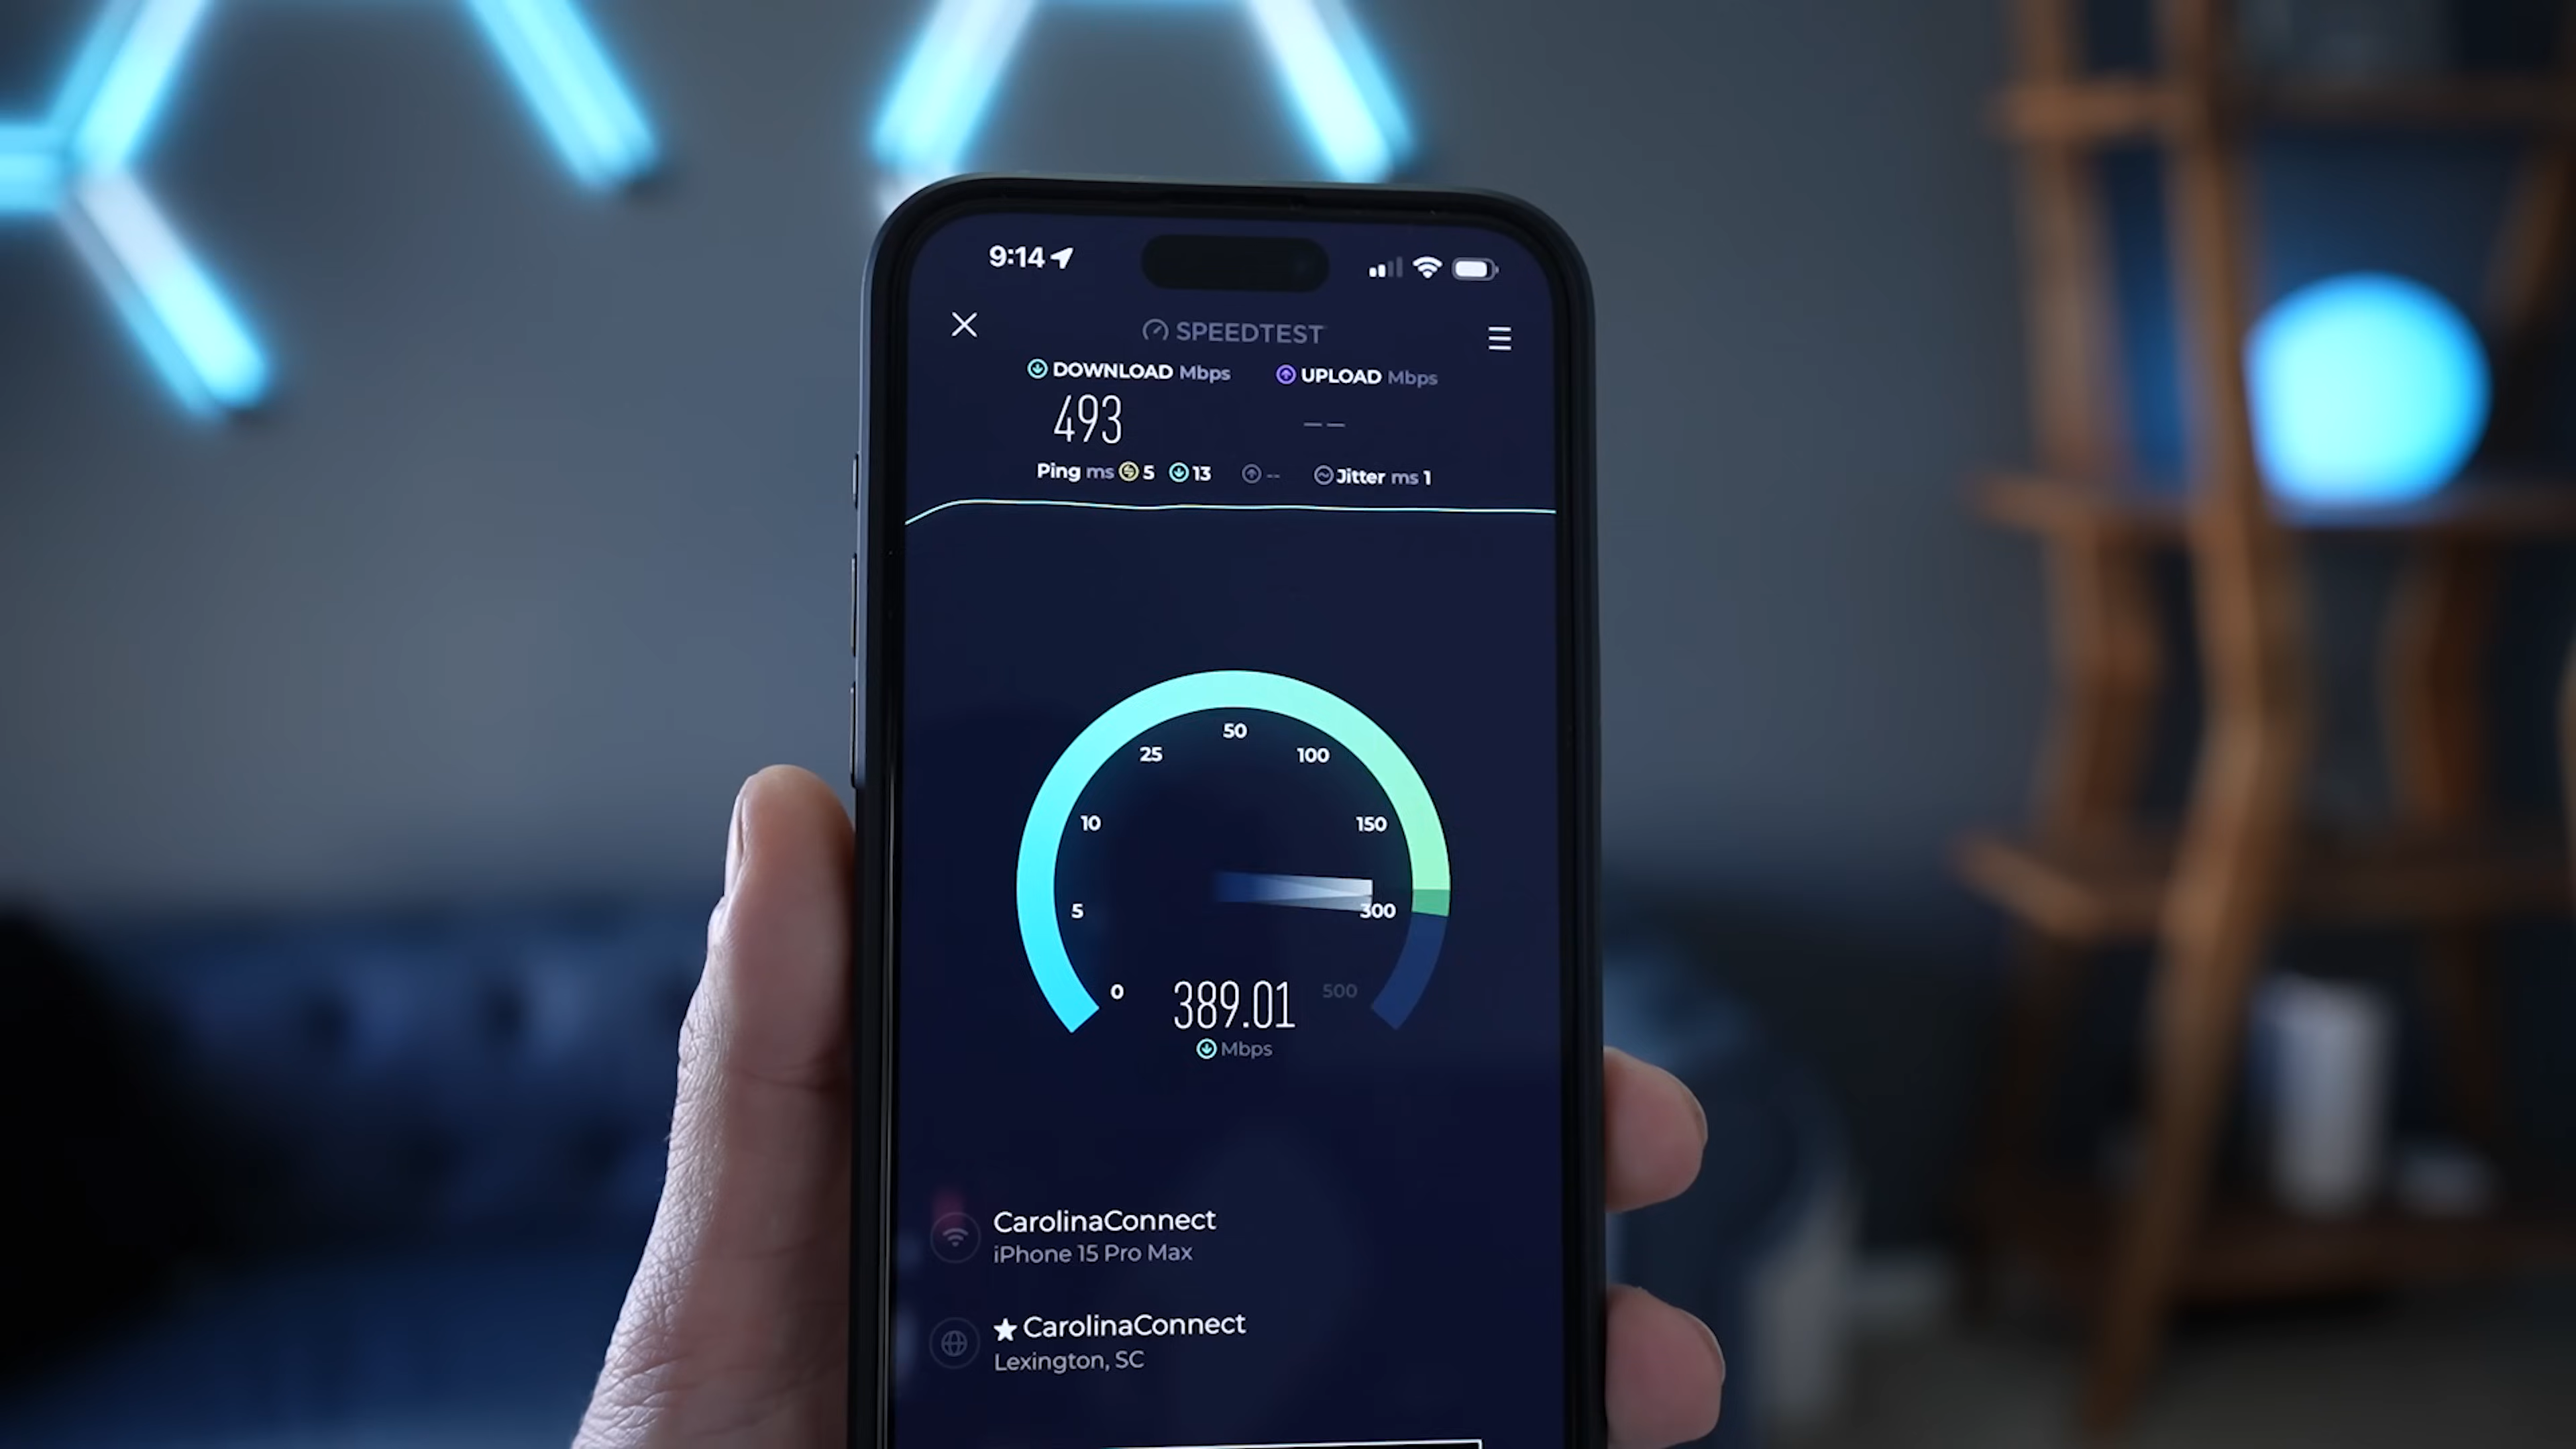 9:14
SPEEDTEST
DOWNLOAD Mbps UPLOAD Mbps
493 --
Ping ms 5 13 -- Jitter ms 1
50
25 100
10 150
5 300
0 389.01 500
Mbps
CarolinaConnect
iPhone 15 Pro Max
CarolinaConnect
Lexington, SC